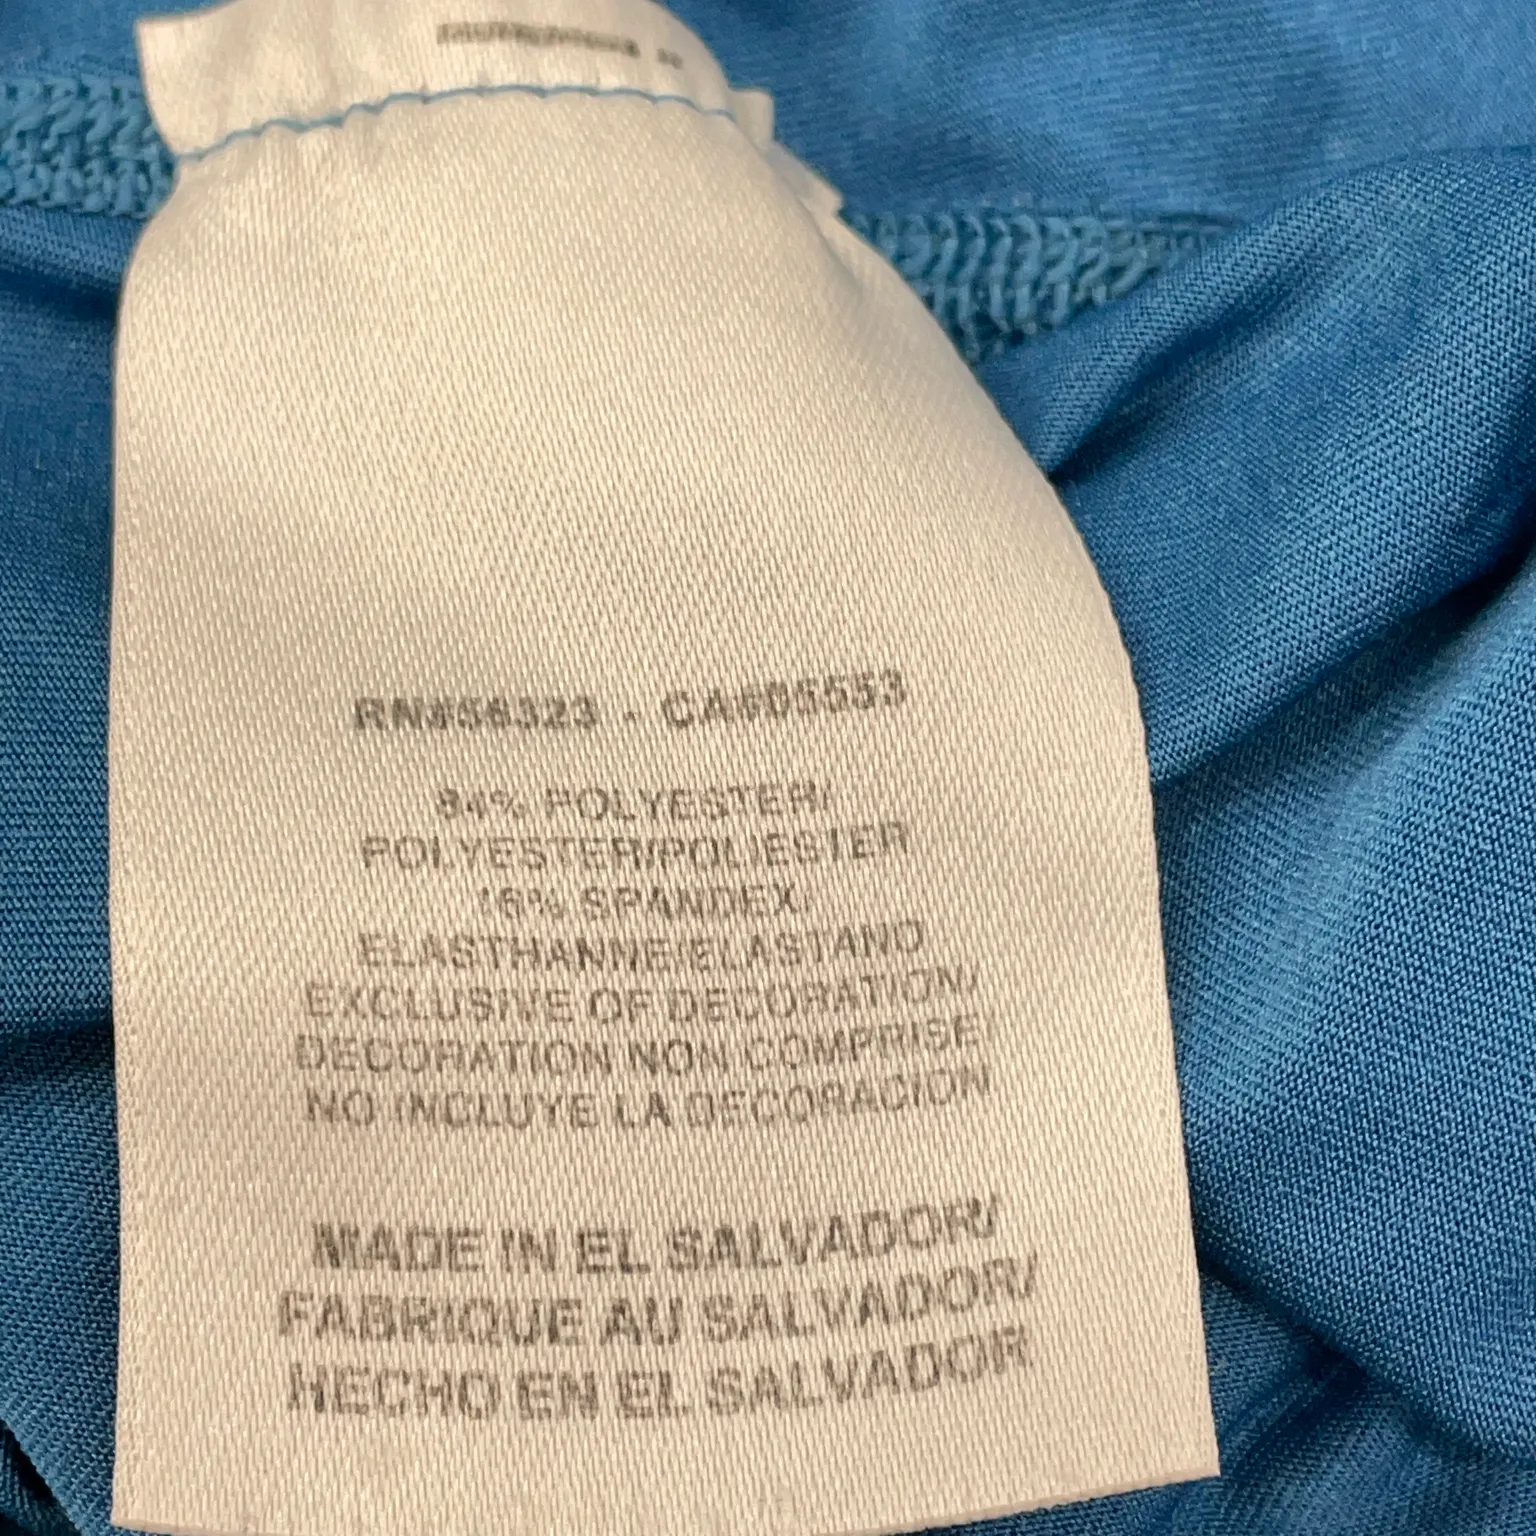 RN#56323 - CA#05553
84% POLYESTER/
POLYESTER/POLIESTER
16% SPANDEX/
ELASTHANNE/ELASTANO
EXCLUSIVE OF DECORATION/
DECORATION NON COMPRISE/
NO INCLUYE LA DECORACION
MADE IN EL SALVADOR/
FABRIQUE AU SALVADOR/
HECHO EN EL SALVADOR